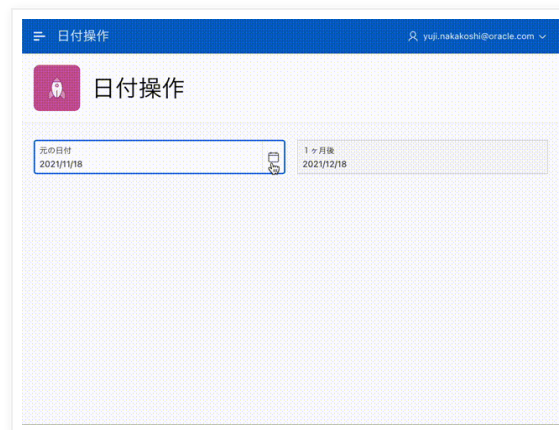 日付操作
yuji.nakakoshi@oracle.com
日付操作
元の日付
2021/11/18
1ヶ月後
2021/12/18